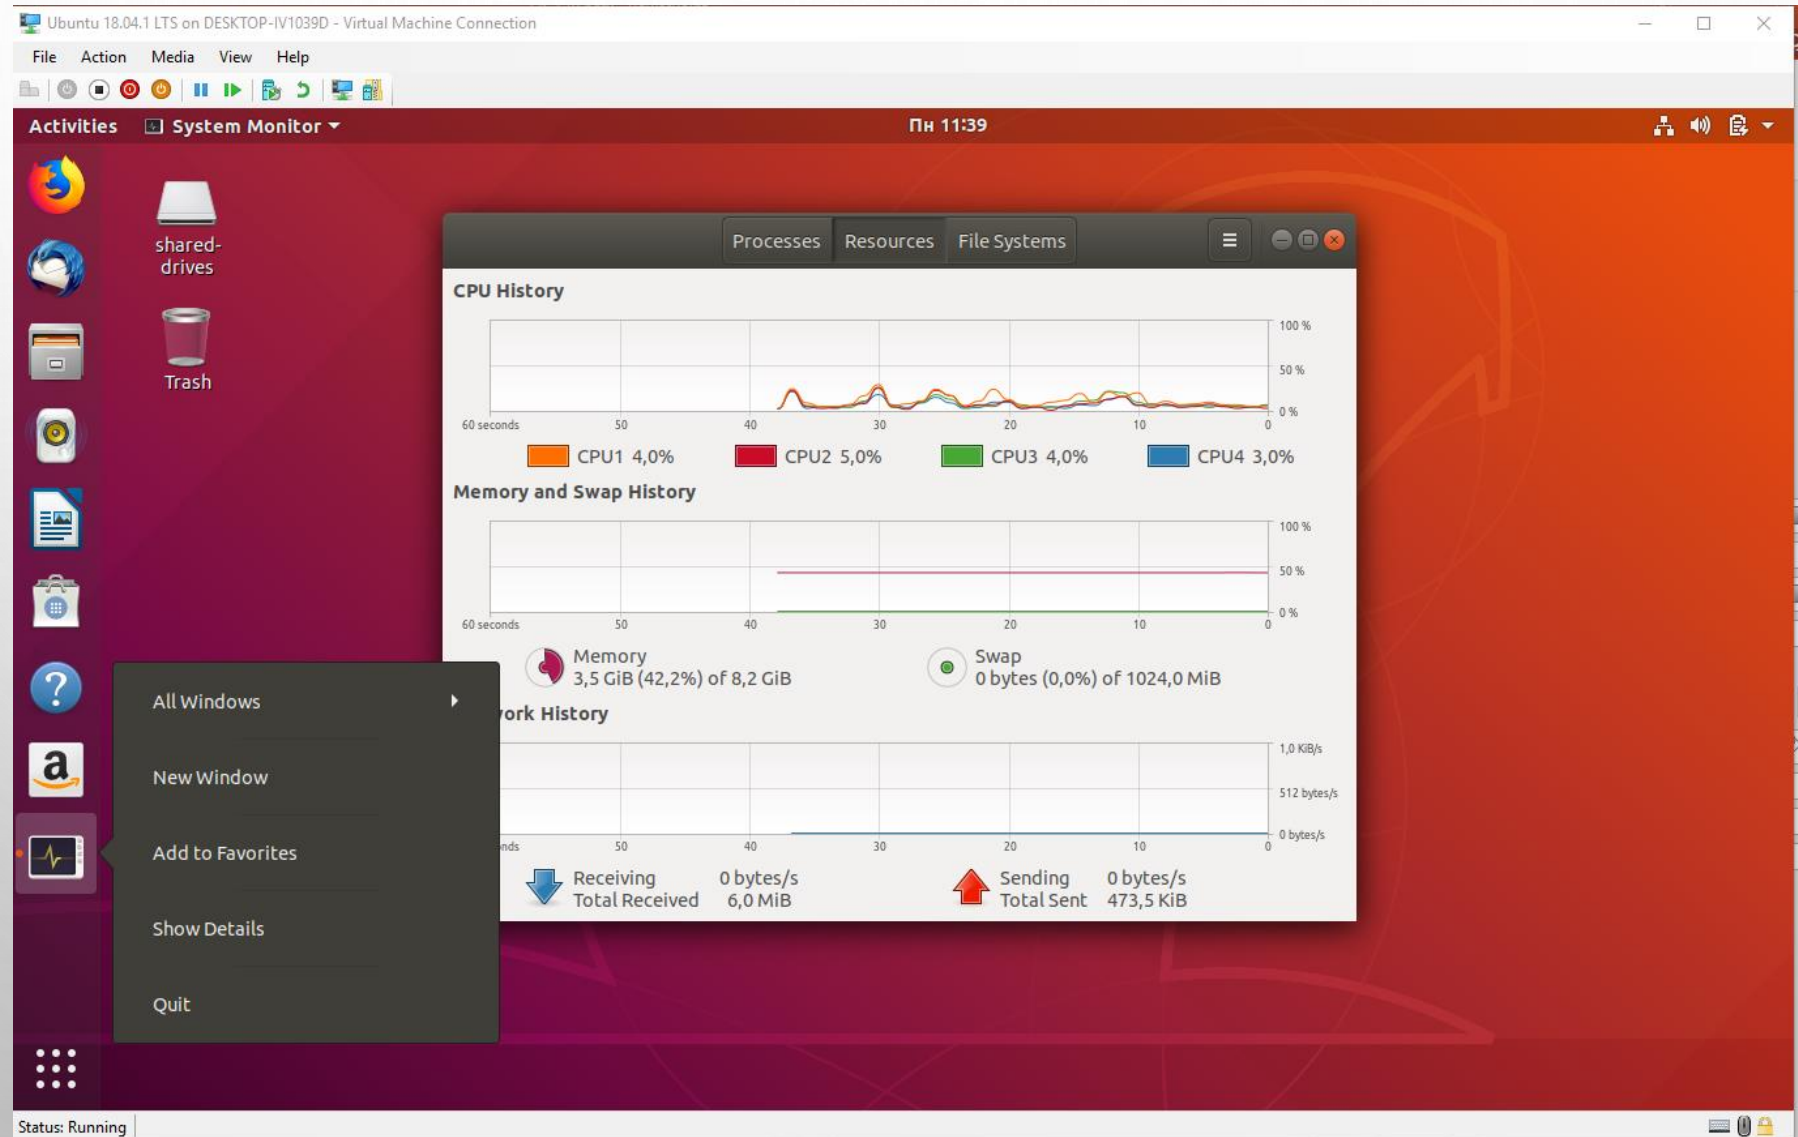 Ubuntu 18.04.1 LTS on DESKTOP-IV1039D - Virtual Machine Connection
File Action Media View Help
Activities System Monitor Пн 11:39
shared-
drives
Trash
Processes Resources File Systems
CPU History
100 %
50 %
0 %
60 seconds 50 40 30 20 10 0
CPU1 4,0% CPU2 5,0% CPU3 4,0% CPU4 3,0%
Memory and Swap History
100 %
50 %
0 %
60 seconds 50 40 30 20 10 0
Memory
3,5 GiB (42,2%) of 8,2 GiB
Swap
0 bytes (0,0%) of 1024,0 MiB
ork History
1,0 KiB/s
512 bytes/s
0 bytes/s
nds 50 40 30 20 10 0
Receiving 0 bytes/s
Total Received 6,0 MiB
Sending 0 bytes/s
Total Sent 473,5 KiB
All Windows
New Window
Add to Favorites
Show Details
Quit
Status: Running